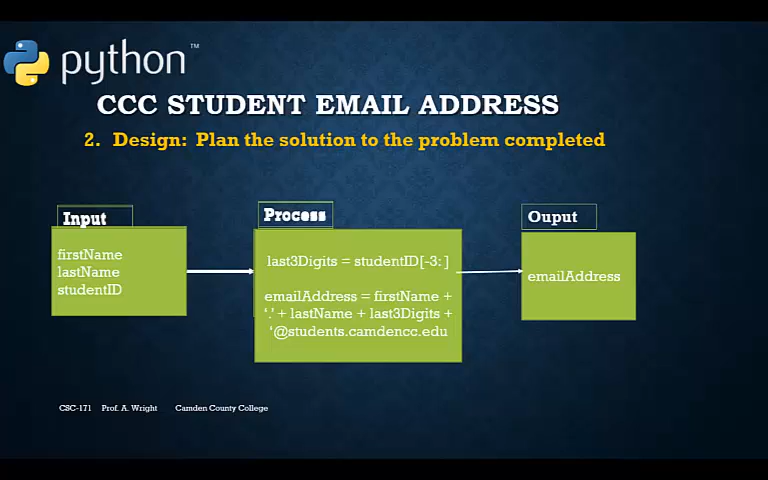 python™
CCC STUDENT EMAIL ADDRESS
2. Design: Plan the solution to the problem completed
Input
firstName
lastName
studentID
Process
last3Digits = studentID[-3:]
emailAddress = firstName +
‘.’ + lastName + last3Digits +
‘@students.camdencc.edu
Ouput
emailAddress
CSC-171 Prof. A. Wright Camden County College